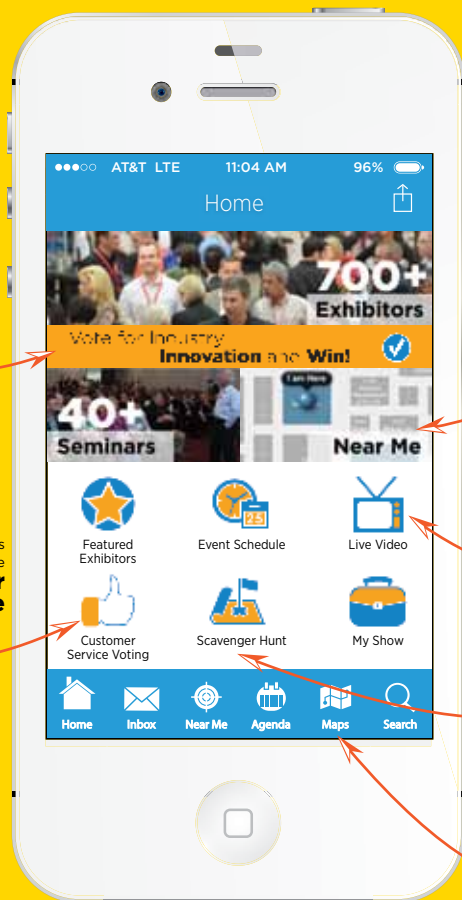 AT&T LTE 11:04 AM 96%
Home
700+
Exhibitors
Vote for Industry
Innovation and Win!
40+
Seminars
I am Here
Near Me
Featured
Exhibitors
Event Schedule
25
Live Video
s
e
r
e
Customer
Service Voting
Scavenger Hunt
My Show
Home Inbox Near Me Agenda Maps Search